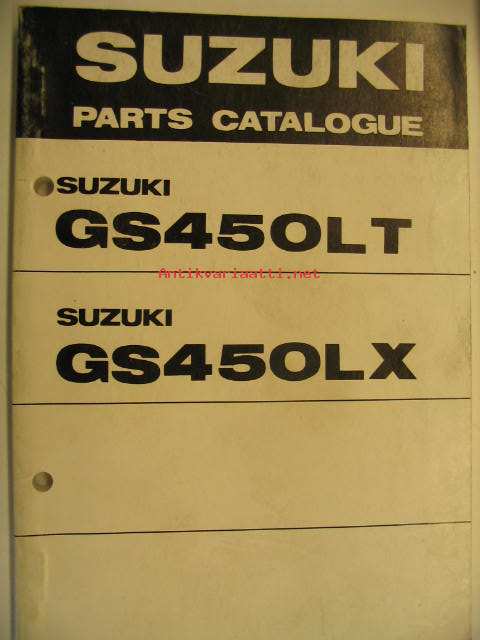 SUZUKI
PARTS CATALOGUE
SUZUKI
GS450LT
Antikvariaatti.net
SUZUKI
GS450LX